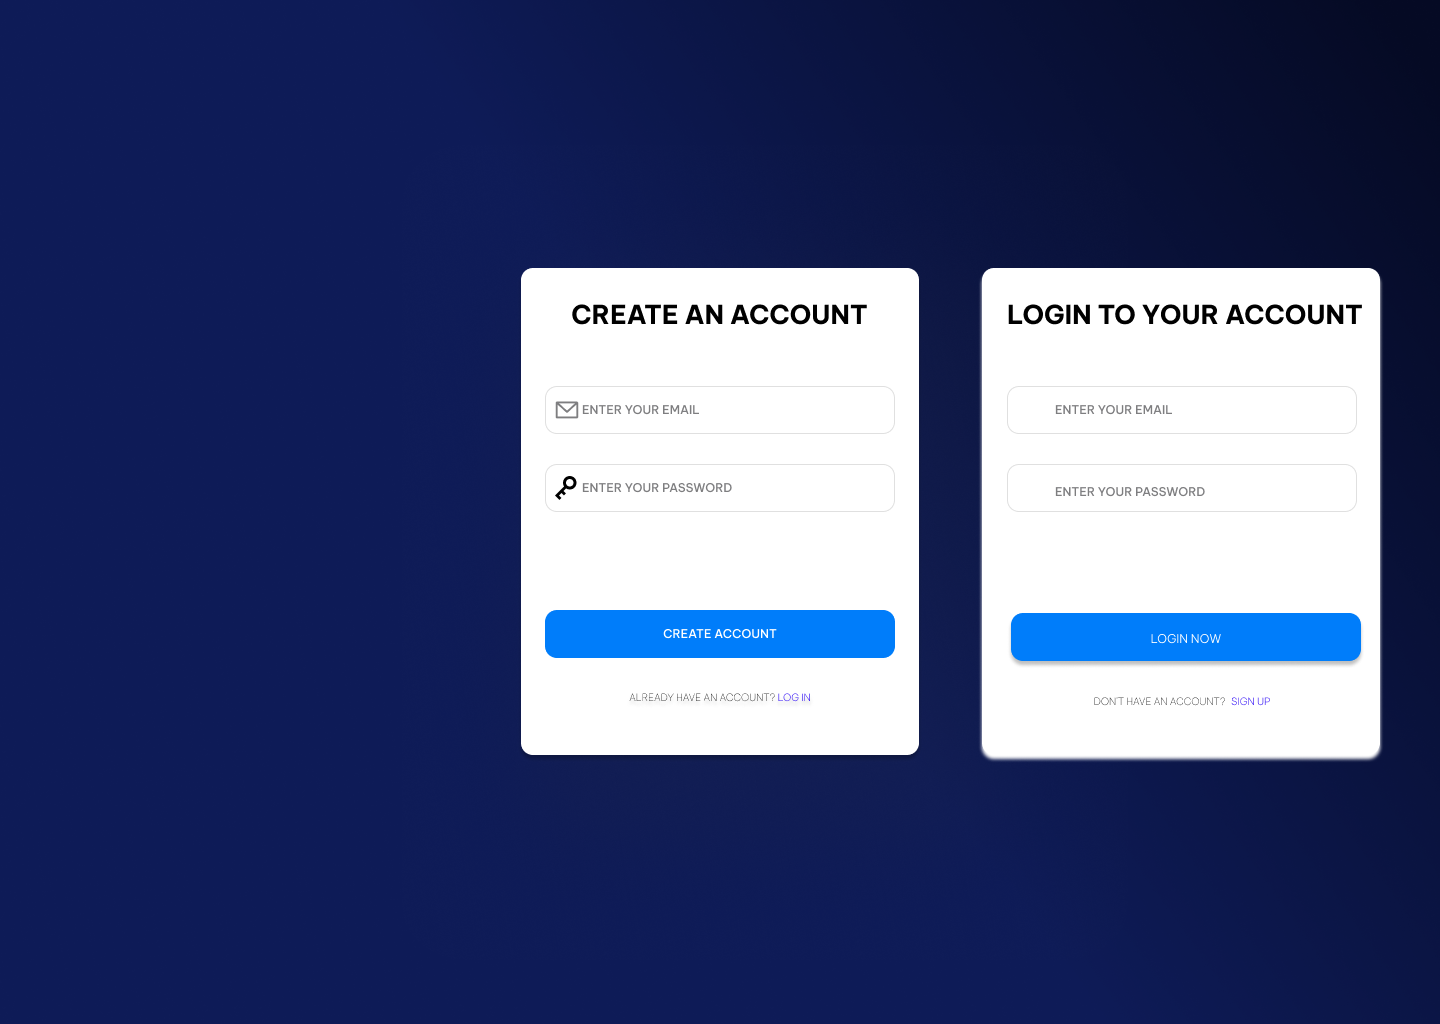 CREATE AN ACCOUNT
ENTER YOUR EMAIL
ENTER YOUR PASSWORD
CREATE ACCOUNT
ALREADY HAVE AN ACCOUNT? LOG IN
LOGIN TO YOUR ACCOUNT
ENTER YOUR EMAIL
ENTER YOUR PASSWORD
LOGIN NOW
DON'T HAVE AN ACCOUNT? SIGN UP